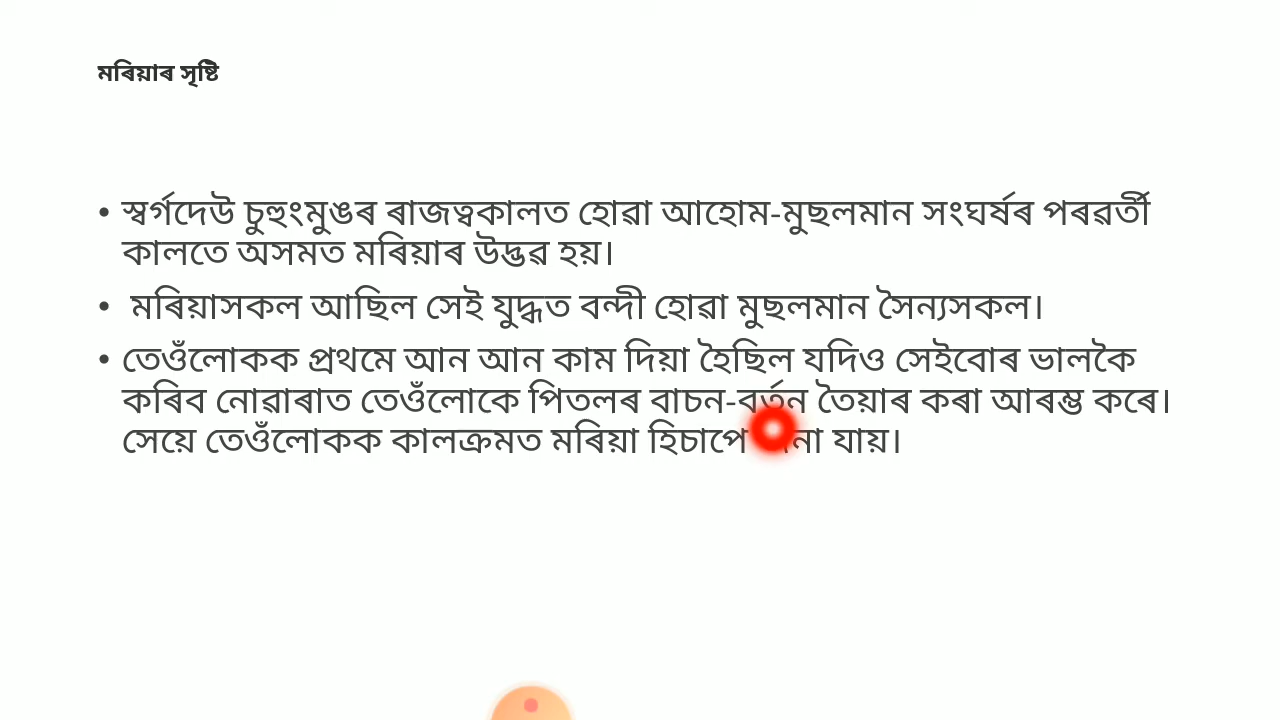 মৰিয়াৰ সৃষ্টি
• স্বৰ্গদেউ চুহুংমুঙৰ ৰাজত্বকালত হোৱা আহোম-মুছলমান সংঘৰ্ষৰ পৰৱৰ্তী
কালতে অসমত মৰিয়াৰ উদ্ভৱ হয়।
• মৰিয়াসকল আছিল সেই যুদ্ধত বন্দী হোৱা মুছলমান সৈন্যসকল।
• তেওঁলোকক প্ৰথমে আন আন কাম দিয়া হৈছিল যদিও সেইবোৰ ভালকৈ
কৰিব নোৱাৰাত তেওঁলোকে পিতলৰ বাচন-বৰ্তন তৈয়াৰ কৰা আৰম্ভ কৰে।
সেয়ে তেওঁলোকক কালক্ৰমত মৰিয়া হিচাপে যায়।